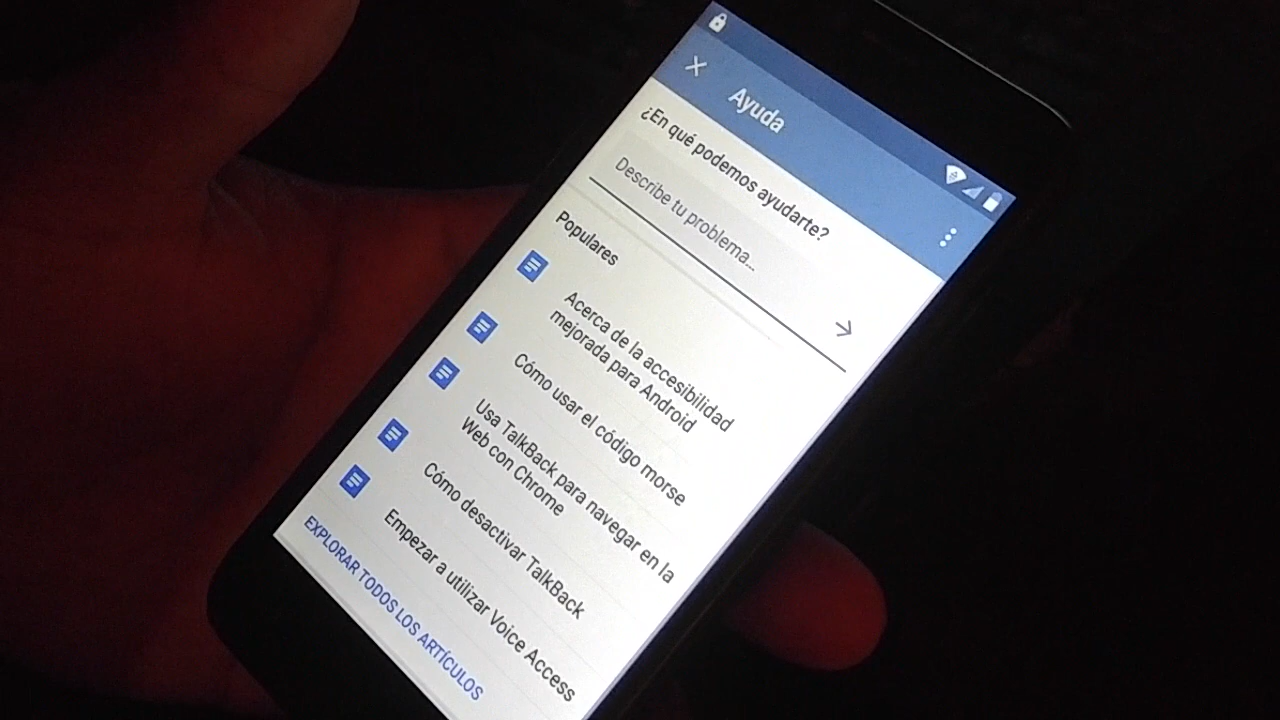 Ayuda
¿En qué podemos ayudarte?
Describe tu problema...
Populares
Acerca de la accesibilidad
mejorada para Android
Cómo usar el código morse
Usa TalkBack para navegar en la
Web con Chrome
Cómo desactivar TalkBack
Empezar a utilizar Voice Access
EXPLORAR TODOS LOS ARTÍCULOS